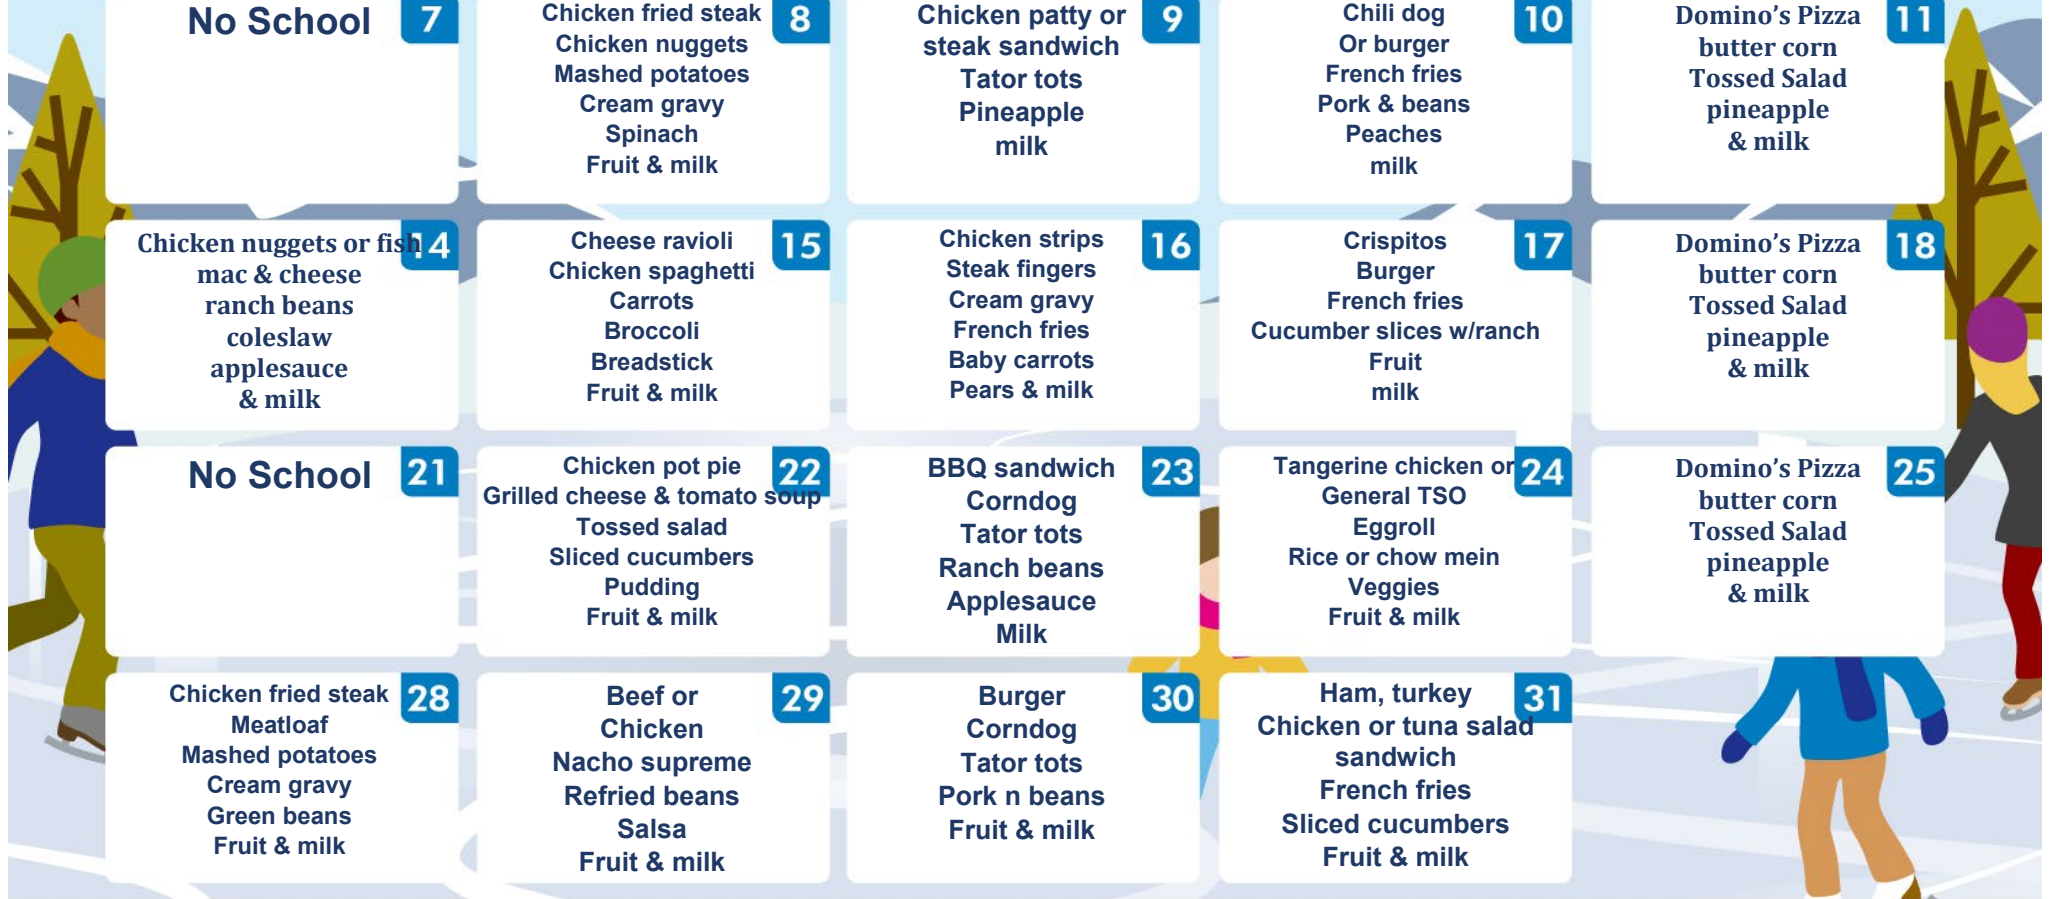 No School
7
Chicken fried steak
8
Chicken nuggets
Mashed potatoes
Cream gravy
Spinach
Fruit & milk
Chicken patty or
9
steak sandwich
Tator tots
Pineapple
milk
Chili dog
10
Or burger
French fries
Pork & beans
Peaches
milk
Domino's Pizza
11
butter corn
Tossed Salad
pineapple
& milk
Chicken nuggets or fish
14
mac & cheese
ranch beans
coleslaw
applesauce
& milk
Cheese ravioli
15
Chicken spaghetti
Carrots
Broccoli
Breadstick
Fruit & milk
Chicken strips
16
Steak fingers
Cream gravy
French fries
Baby carrots
Pears & milk
Crispitos
17
Burger
French fries
Cucumber slices w/ranch
Fruit
milk
Domino's Pizza
18
butter corn
Tossed Salad
pineapple
& milk
No School
21
Chicken pot pie
22
Grilled cheese & tomato soup
Tossed salad
Sliced cucumbers
Pudding
Fruit & milk
BBQ sandwich
23
Corndog
Tator tots
Ranch beans
Applesauce
Milk
Tangerine chicken or
24
General TSO
Eggroll
Rice or chow mein
Veggies
Fruit & milk
Domino's Pizza
25
butter corn
Tossed Salad
pineapple
& milk
Chicken fried steak
28
Meatloaf
Mashed potatoes
Cream gravy
Green beans
Fruit & milk
Beef or
29
Chicken
Nacho supreme
Refried beans
Salsa
Fruit & milk
Burger
30
Corndog
Tator tots
Pork n beans
Fruit & milk
Ham, turkey
31
Chicken or tuna salad
sandwich
French fries
Sliced cucumbers
Fruit & milk